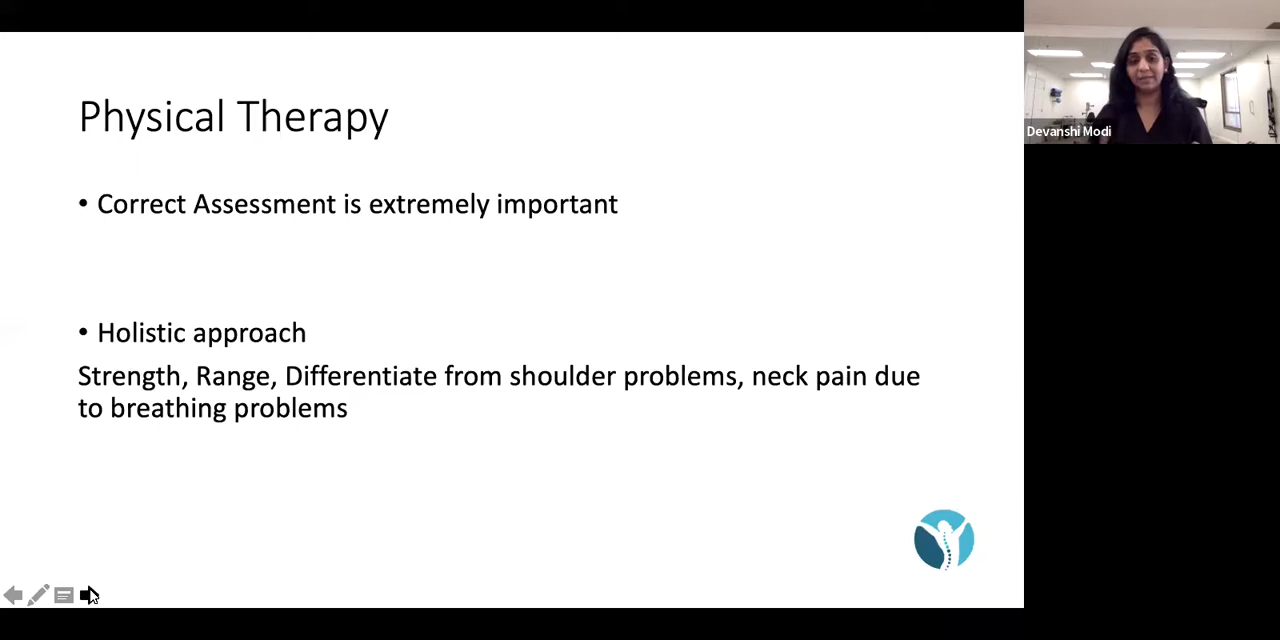 Physical Therapy
• Correct Assessment is extremely important
• Holistic approach
Strength, Range, Differentiate from shoulder problems, neck pain due
to breathing problems
Devanshi Modi